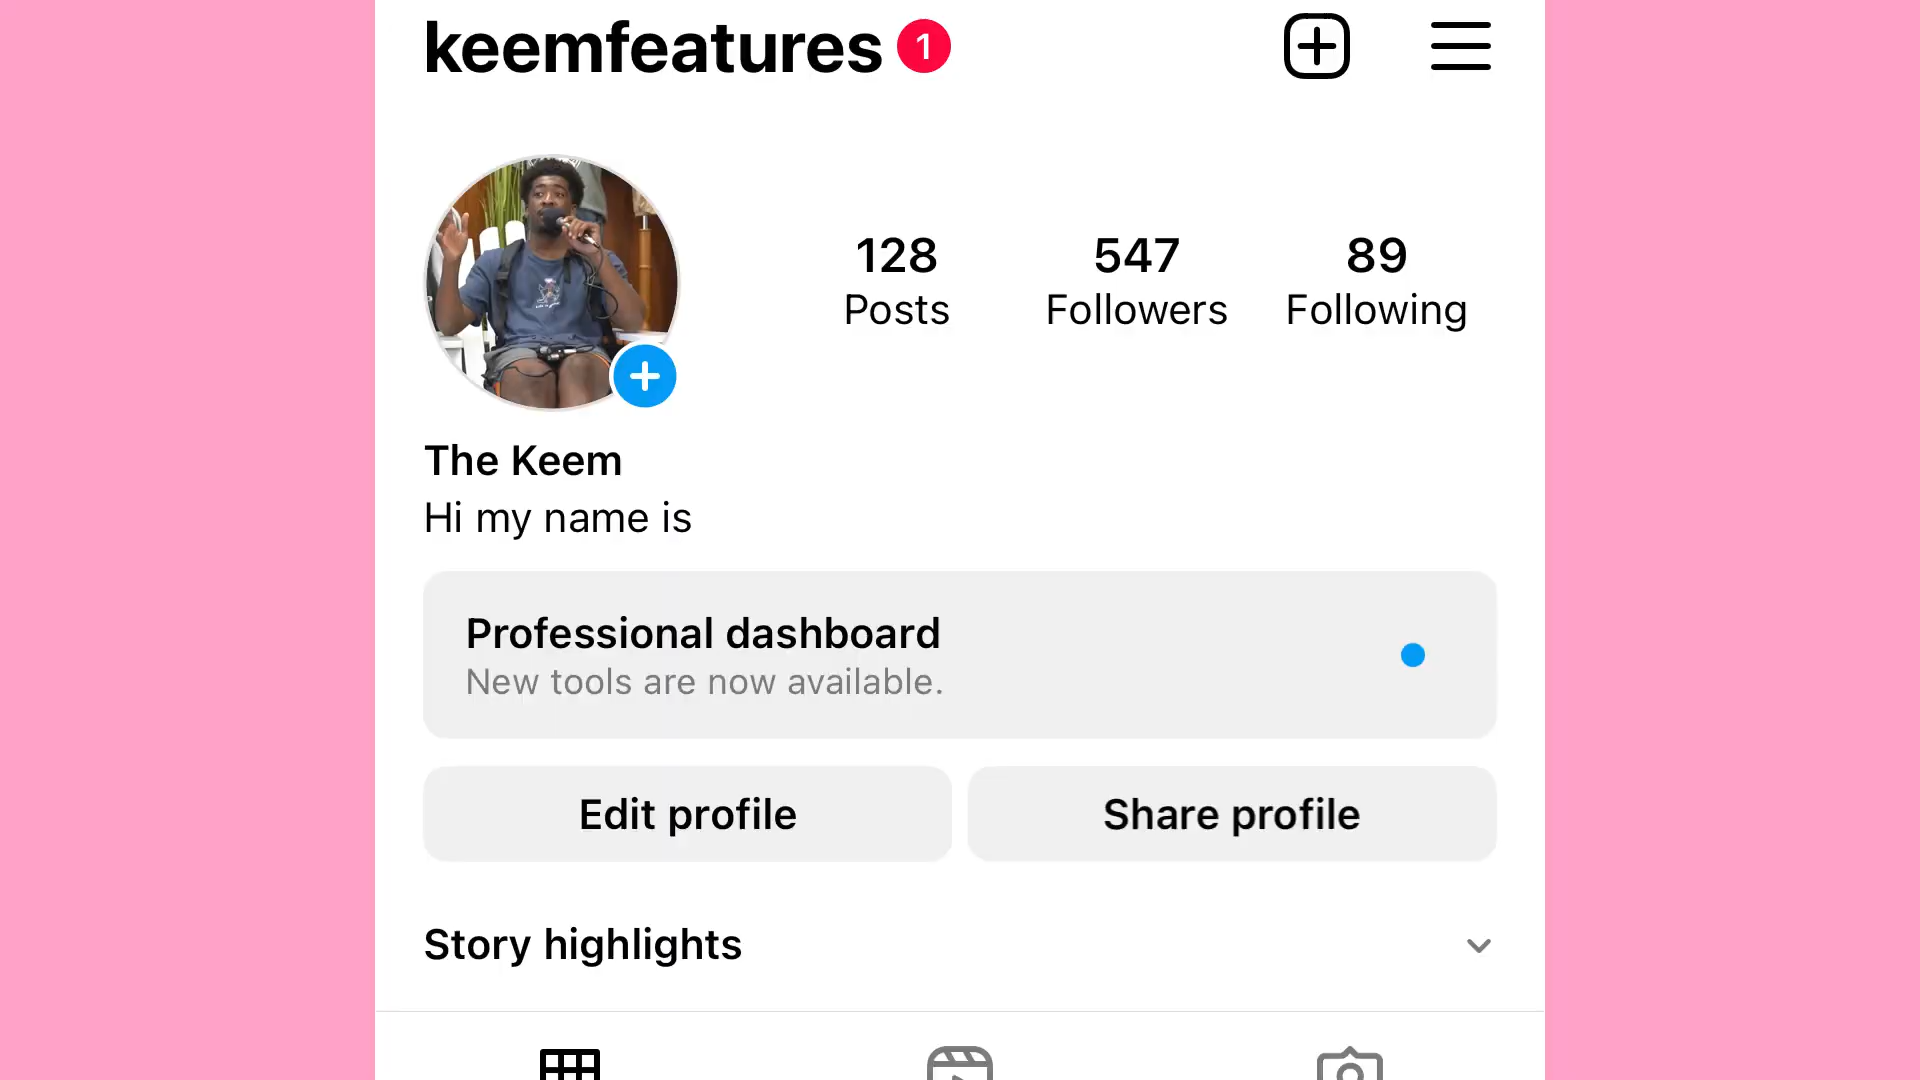 keemfeatures 1
128 547 89
Posts Followers Following
The Keem
Hi my name is
Professional dashboard
New tools are now available.
Edit profile Share profile
Story highlights